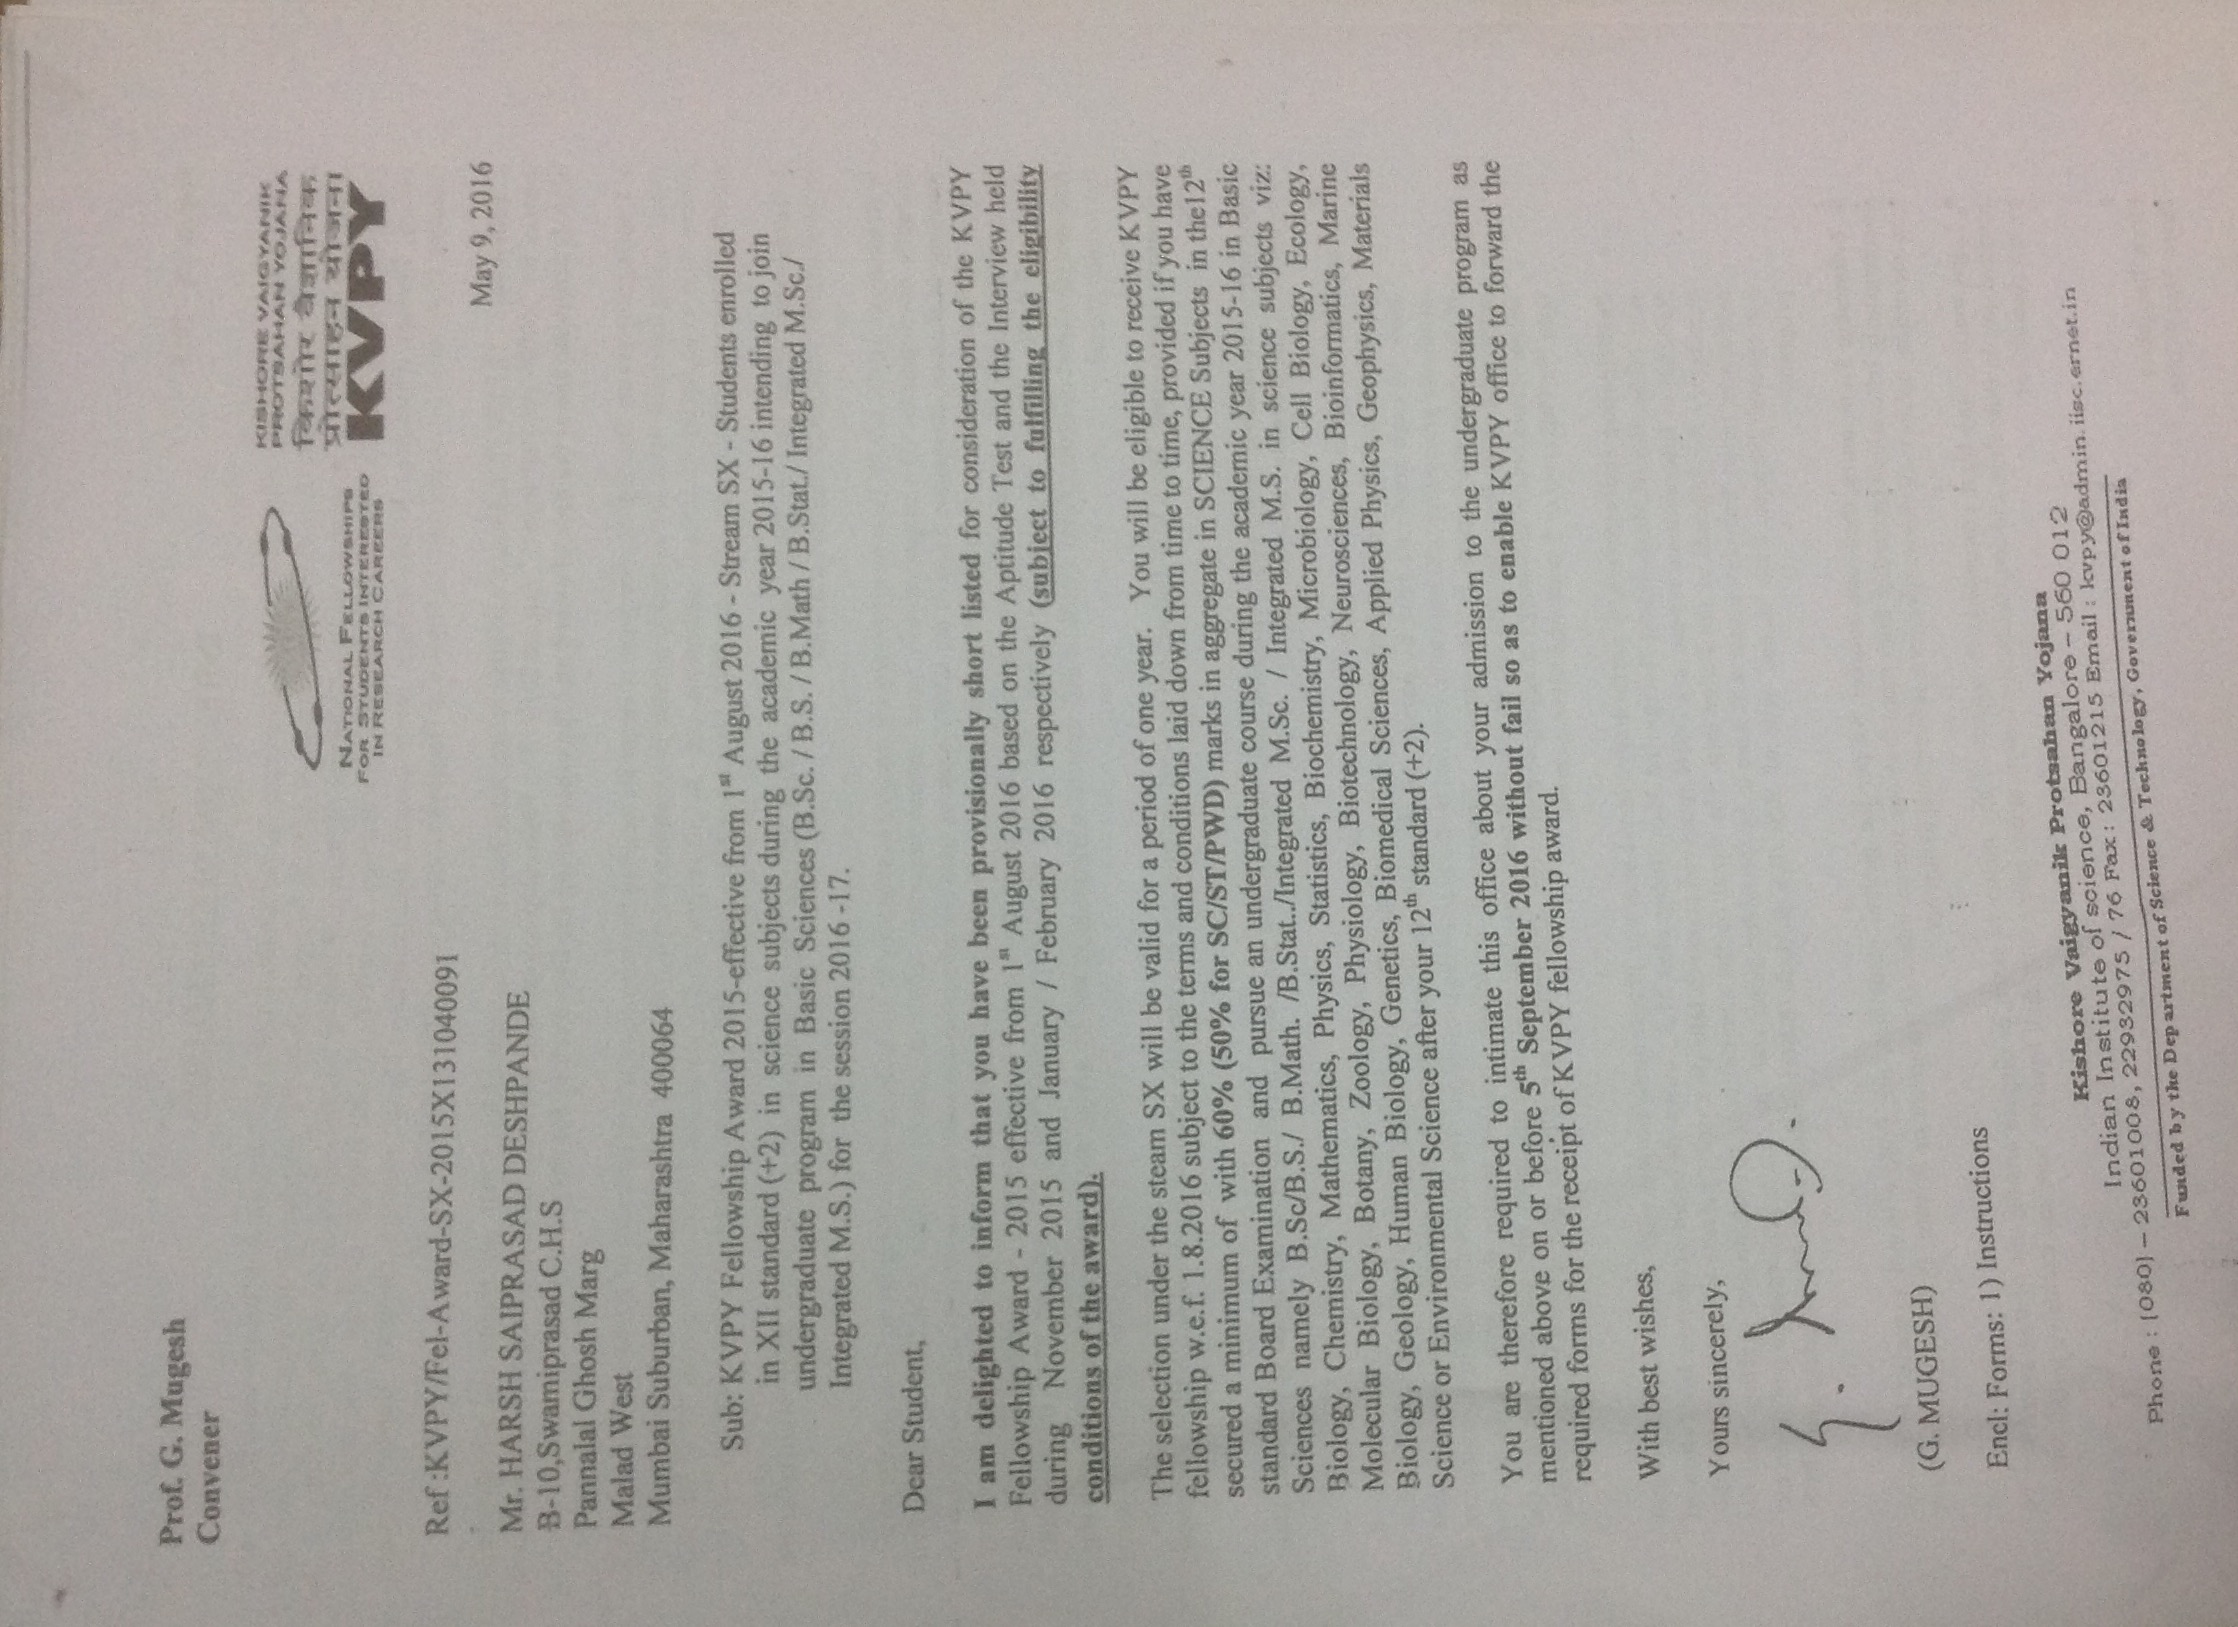 Prof. G. Mugesh
Convener
NATIONAL FELLOWSHIPS
FOR STUDENTS INTERESTED
IN RESEARCH CAREERS
KISHORE VAIGYANIK
PROTSAHAN YOJANA
किशोर वैज्ञानिक
प्रोत्साहन योजना
KVPY
Ref :KVPY/Fel-Award-SX-2015X131040091
May 9, 2016
Mr. HARSH SAIPRASAD DESHPANDE
B-10,Swamiprasad C.H.S
Pannalal Ghosh Marg
Malad West
Mumbai Suburban, Maharashtra 400064
Sub: KVPY Fellowship Award 2015-effective from 1st August 2016 - Stream SX - Students enrolled
in XII standard (+2) in science subjects during the academic year 2015-16 intending to join
undergraduate program in Basic Sciences (B.Sc. / B.S. / B.Math / B.Stat./ Integrated M.Sc./
Integrated M.S.) for the session 2016 -17.
Dear Student,
I am delighted to inform that you have been provisionally short listed for consideration of the KVPY
Fellowship Award - 2015 effective from 1st August 2016 based on the Aptitude Test and the Interview held
during November 2015 and January / February 2016 respectively (subject to fulfilling the eligibility
conditions of the award).
The selection under the steam SX will be valid for a period of one year. You will be eligible to receive KVPY
fellowship w.e.f. 1.8.2016 subject to the terms and conditions laid down from time to time, provided if you have
secured a minimum of with 60% (50% for SC/ST/PWD) marks in aggregate in SCIENCE Subjects in the12th
standard Board Examination and pursue an undergraduate course during the academic year 2015-16 in Basic
Sciences namely B.Sc/B.S./ B.Math. /B.Stat../Integrated M.Sc. / Integrated M.S. in science subjects viz:
Biology, Chemistry, Mathematics, Physics, Statistics, Biochemistry, Microbiology, Cell Biology, Ecology,
Molecular Biology, Botany, Zoology, Physiology, Biotechnology, Neurosciences, Bioinformatics, Marine
Biology, Geology, Human Biology, Genetics, Biomedical Sciences, Applied Physics, Geophysics, Materials
Science or Environmental Science after your 12th standard (+2).
You are therefore required to intimate this office about your admission to the undergraduate program as
mentioned above on or before 5th September 2016 without fail so as to enable KVPY office to forward the
required forms for the receipt of KVPY fellowship award.
With best wishes,
Yours sincerely,
(G. MUGESH)
Encl: Forms: 1) Instructions
Kishore Vaigyanik Protsahan Yojana
Indian Institute of science, Bangalore – 560 012
Phone : (080) – 23601008, 22932975 / 76 Fax : 23601215 Email : kvpy@admin.iisc.ernet.in
Funded by the Department of Science & Technology, Government of India